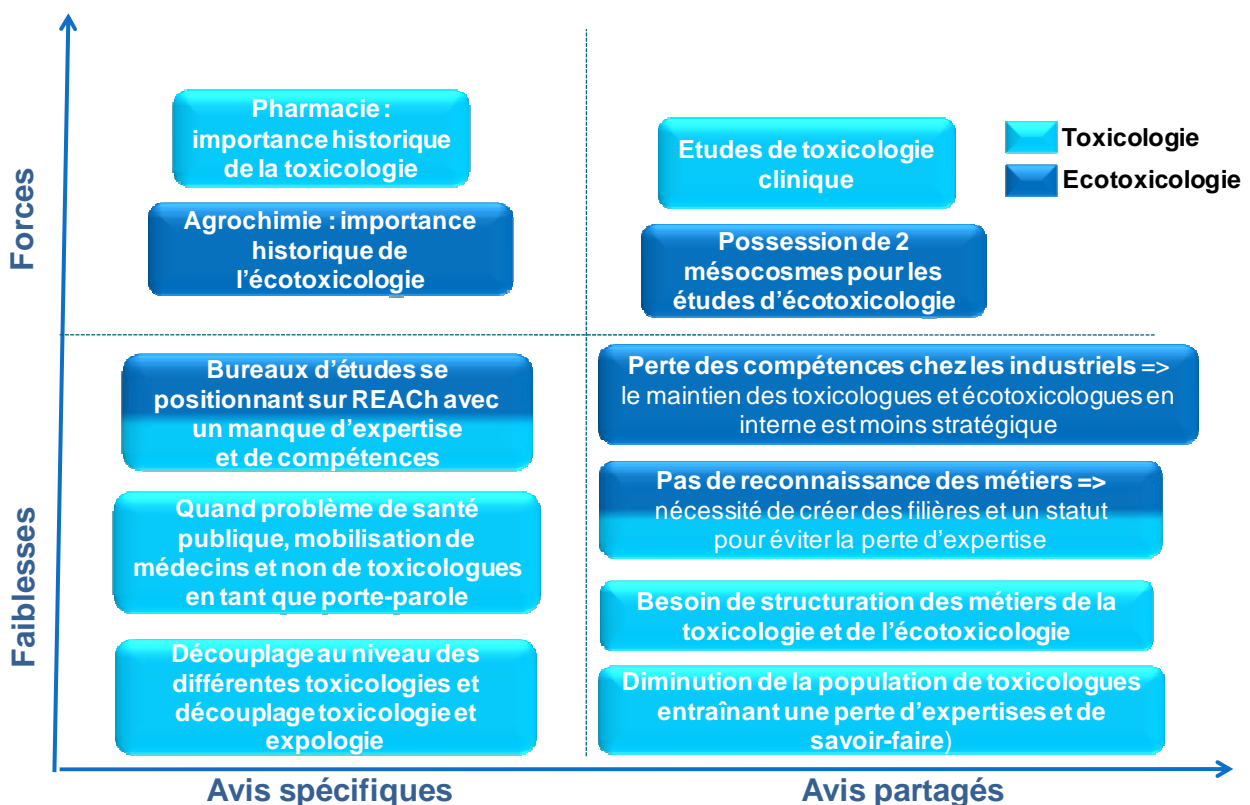 Pharmacie :
importance historique
de la toxicologie
Agrochimie : importance
historique de
l'écotoxicologie
Etudes de toxicologie
clinique
Possession de 2
mésocosmes pour les
études d'écotoxicologie
Toxicologie
Ecotoxicologie
Forces
Bureaux d'études se
positionnant sur REACh avec
un manque d'expertise
et de compétences
Quand problème de santé
publique, mobilisation de
médecins et non de toxicologues
en tant que porte-parole
Découplage au niveau des
différentes toxicologies et
découplage toxicologie et
expologie
Perte des compétences chez les industriels =>
le maintien des toxicologues et écotoxicologues en
interne est moins stratégique
Pas de reconnaissance des métiers =>
nécessité de créer des filières et un statut
pour éviter la perte d'expertise
Besoin de structuration des métiers de la
toxicologie et de l'écotoxicologie
Diminution de la population de toxicologues
entraînant une perte d'expertises et de
savoir-faire)
Faiblesses
Avis spécifiques
Avis partagés